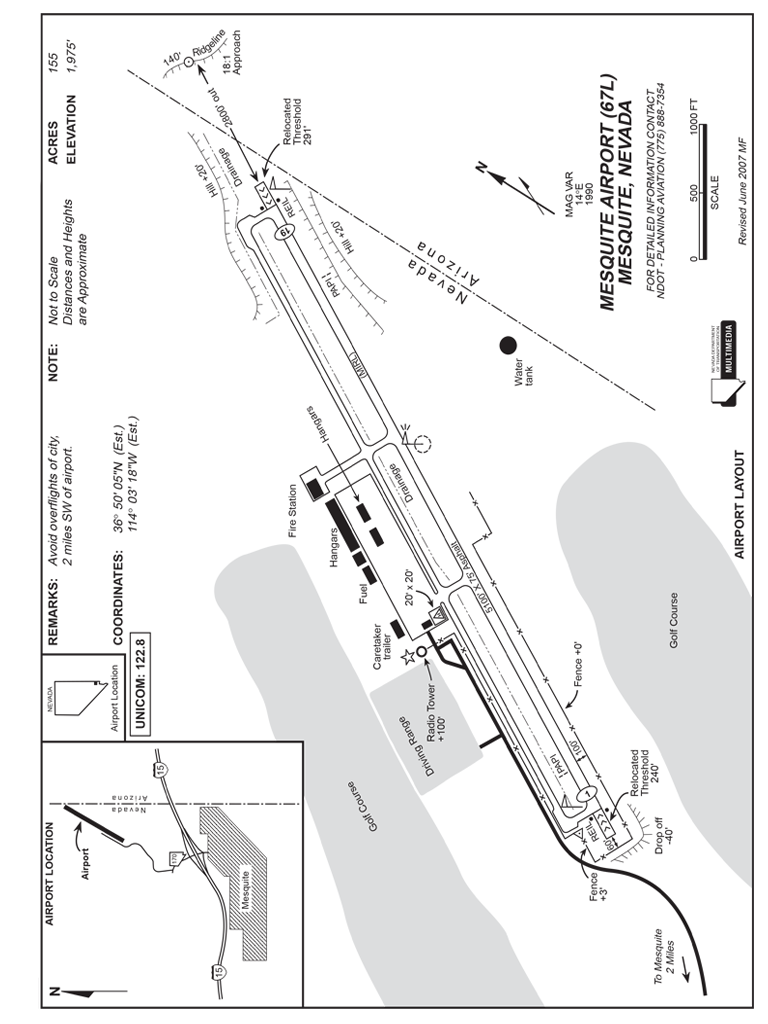 REMARKS: Avoid overflights of city,
2 miles SW of airport.
NOTE: Not to Scale
Distances and Heights
are Approximate
ACRES 155
ELEVATION 1,975'
COORDINATES: 36° 50' 05"N (Est.)
114° 03' 18"W (Est.)
NEVADA
Airport Location
UNICOM: 122.8
AIRPORT LOCATION
N
Airport
Nevada
Arizona
15
170
15
Mesquite
140'
Ridgeline
18:1
Approach
2800' out
Relocated
Threshold
291'
Hill +20'
Drainage
REIL
19
Hill +20'
PAPI
(MIRL)
Hangars
Fire Station
Hangars
Fuel
Drainage
20' x 20'
5100' X 75' Asphalt
Caretaker
trailer
Radio Tower
+100'
Driving Range
Golf Course
Nevada
Arizona
Water
tank
Golf Course
Fence +0'
100'
PAPI
1
REIL
60'
Relocated
Threshold
240'
Drop off
-40'
Fence
+3'
To Mesquite
2 Miles
N
MAG VAR
14°E
1990
MESQUITE AIRPORT (67L)
MESQUITE, NEVADA
FOR DETAILED INFORMATION CONTACT
NDOT - PLANNING AVIATION (775) 888-7354
0 500 1000 FT
SCALE
Revised June 2007 MF
NEVADA DEPARTMENT
OF TRANSPORTATION
MULTIMEDIA
AIRPORT LAYOUT